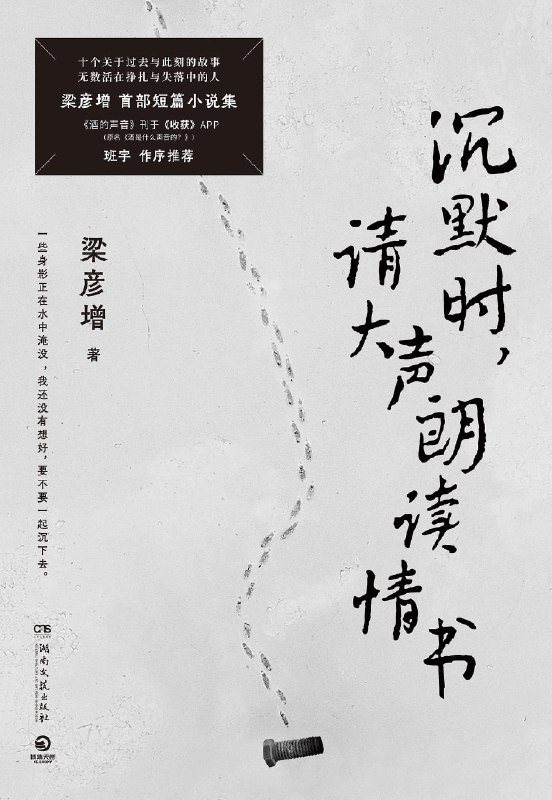 十个关于过去与此刻的故事
无数活在挣扎与失落中的人
梁彦增 首部短篇小说集
《酒的声音》刊于《收获》APP
（原名《酒是什么声音的？》）
班宇 作序推荐
沉默时，
请大声朗读情书
梁彦增 著
一些身影正在水中淹没，我还没有想好，要不要一起沉下去。
湖南文艺出版社
博集天卷